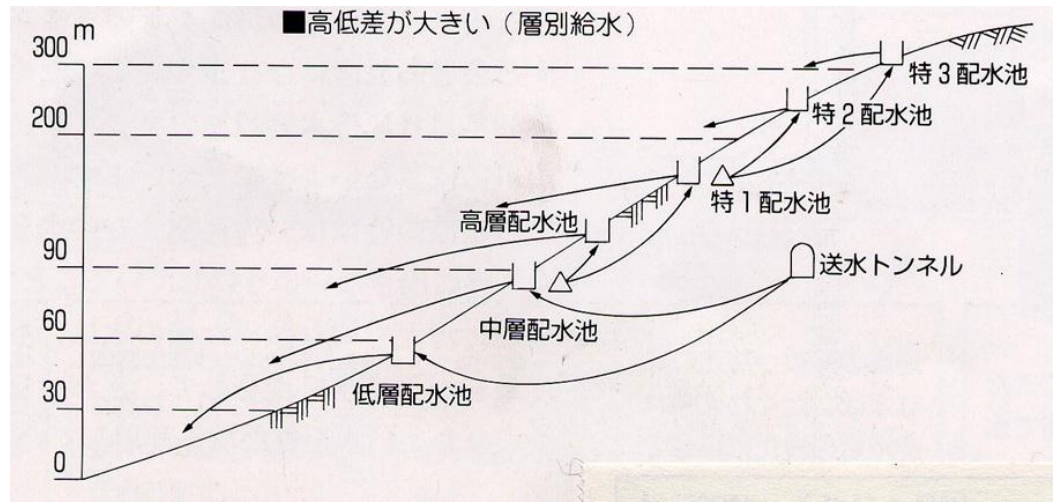 ■高低差が大きい（層別給水）
m
300
200
90
60
30
0
特3配水池
特2配水池
特1配水池
高層配水池
送水トンネル
中層配水池
低層配水池